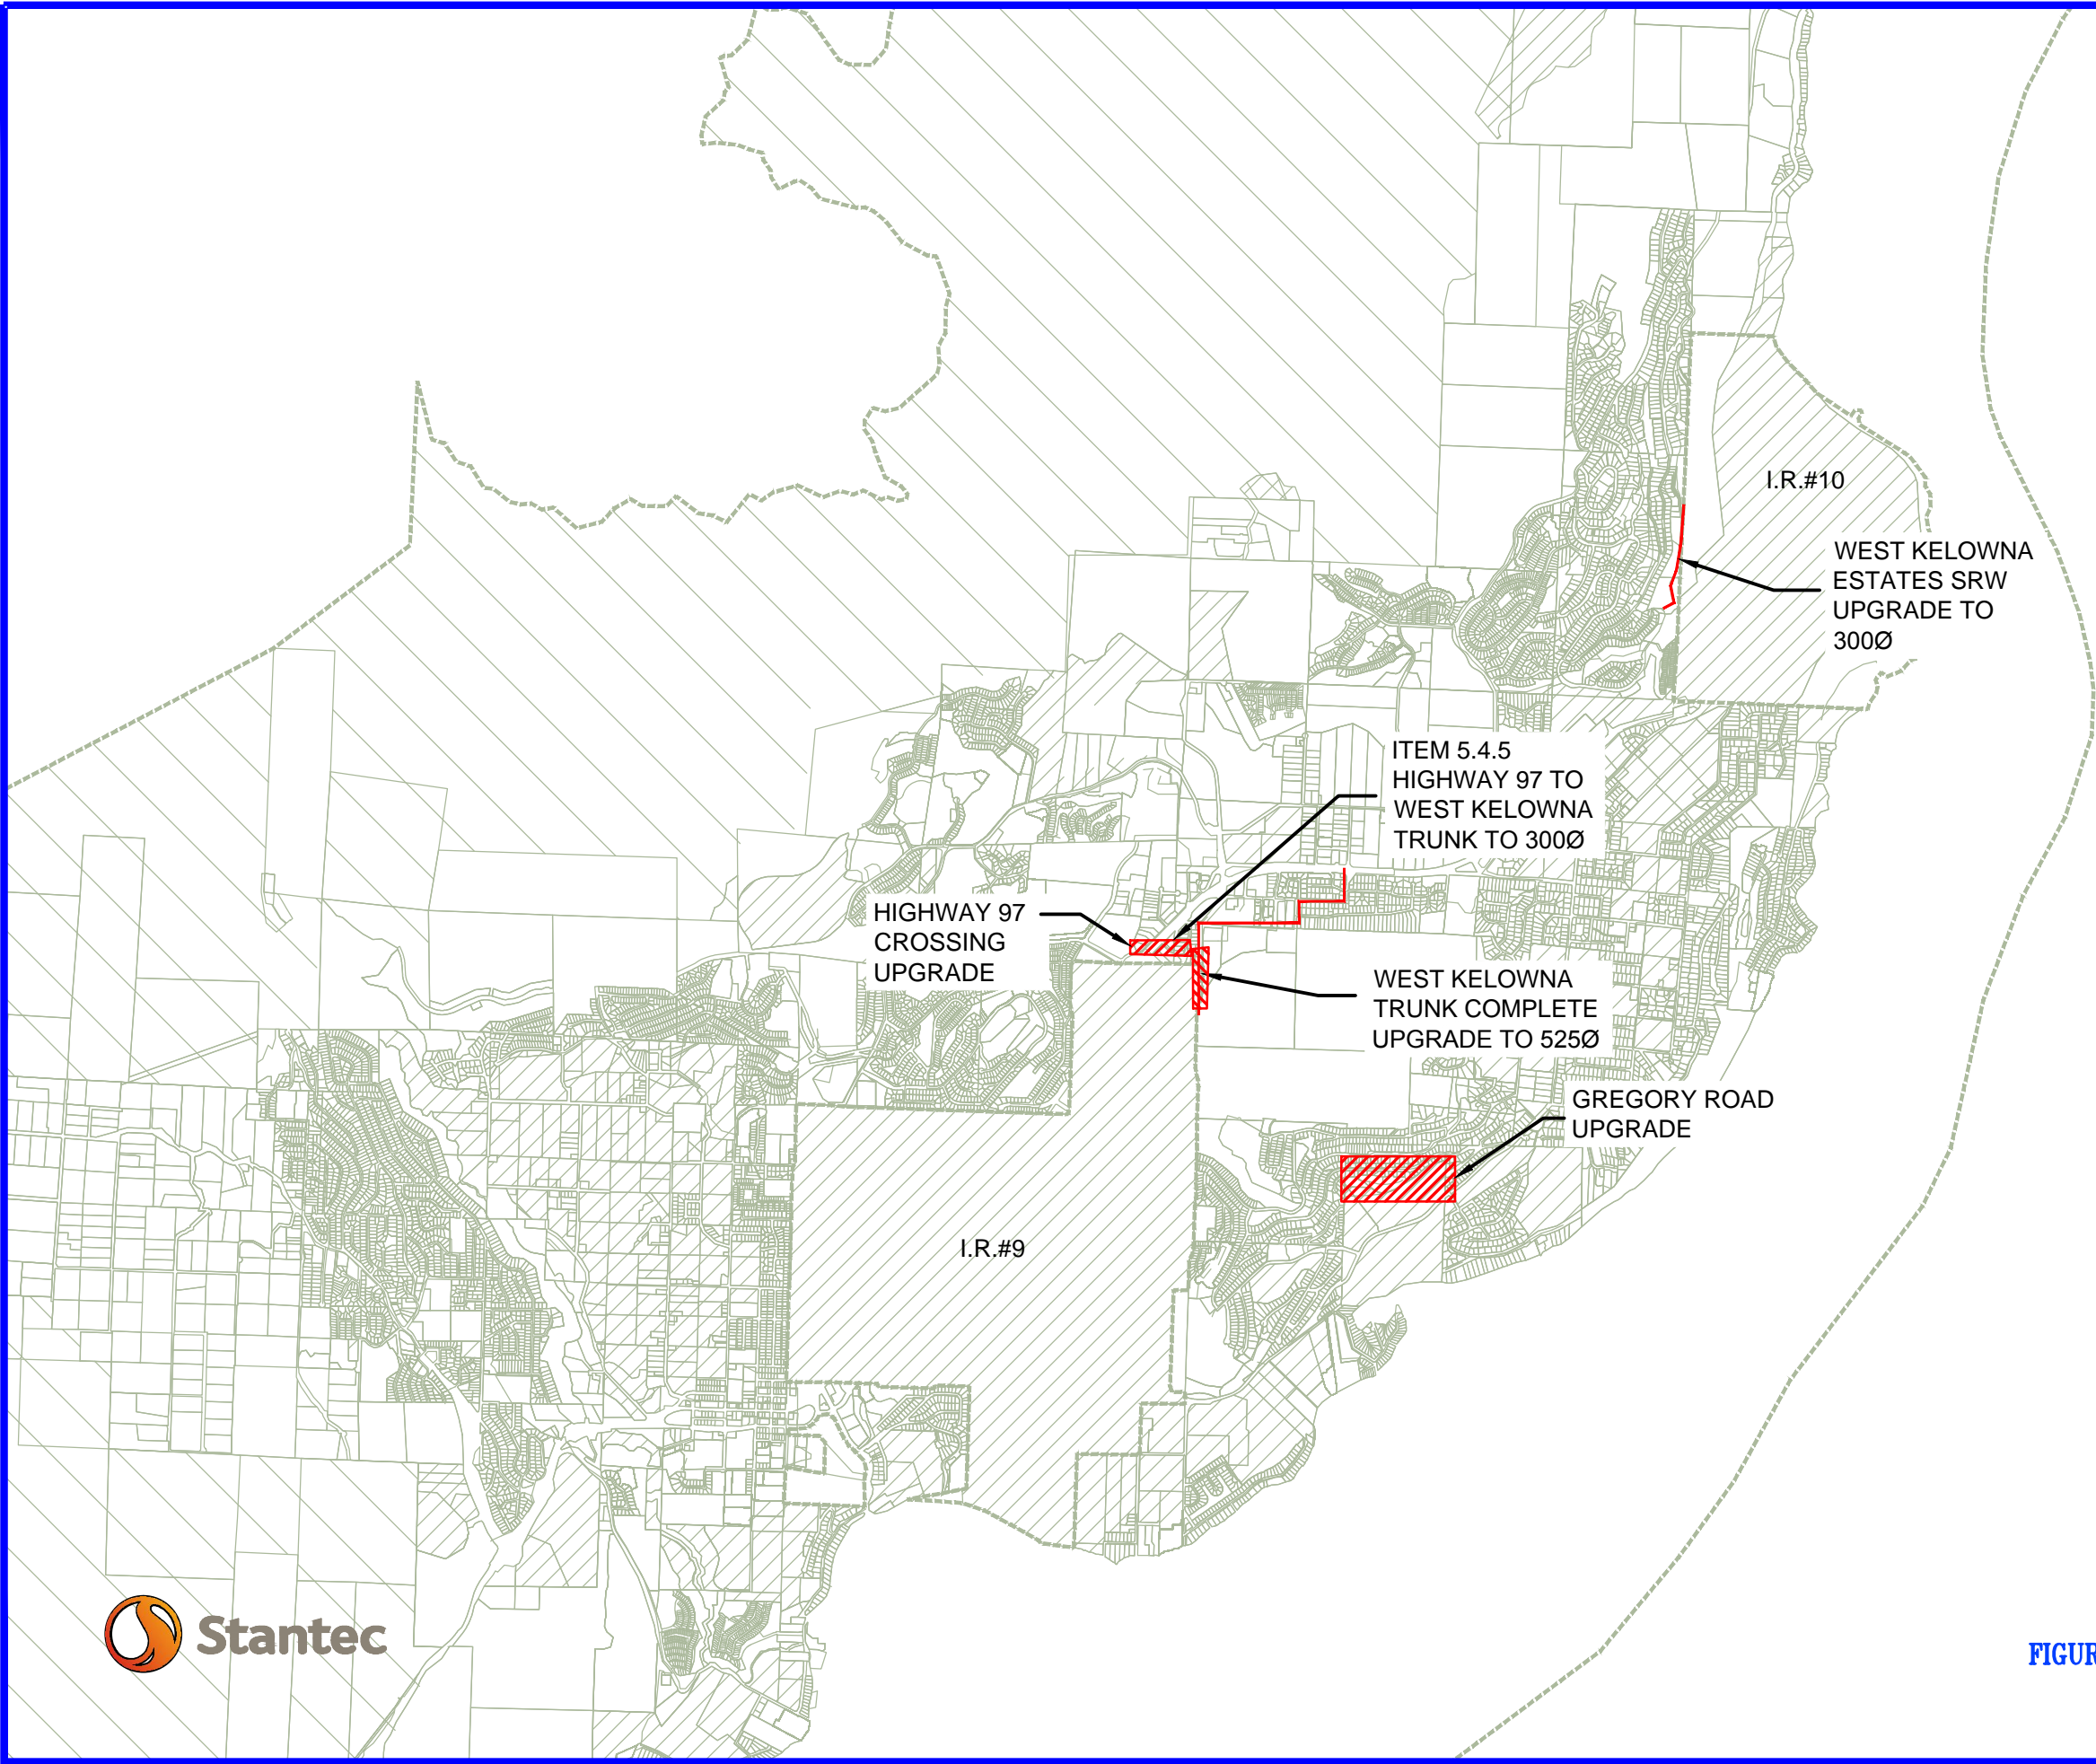 I.R.#10
WEST KELOWNA
ESTATES SRW
UPGRADE TO
300Ø
ITEM 5.4.5
HIGHWAY 97 TO
WEST KELOWNA
TRUNK TO 300Ø
HIGHWAY 97
CROSSING
UPGRADE
WEST KELOWNA
TRUNK COMPLETE
UPGRADE TO 525Ø
GREGORY ROAD
UPGRADE
I.R.#9
Stantec
FIGUR